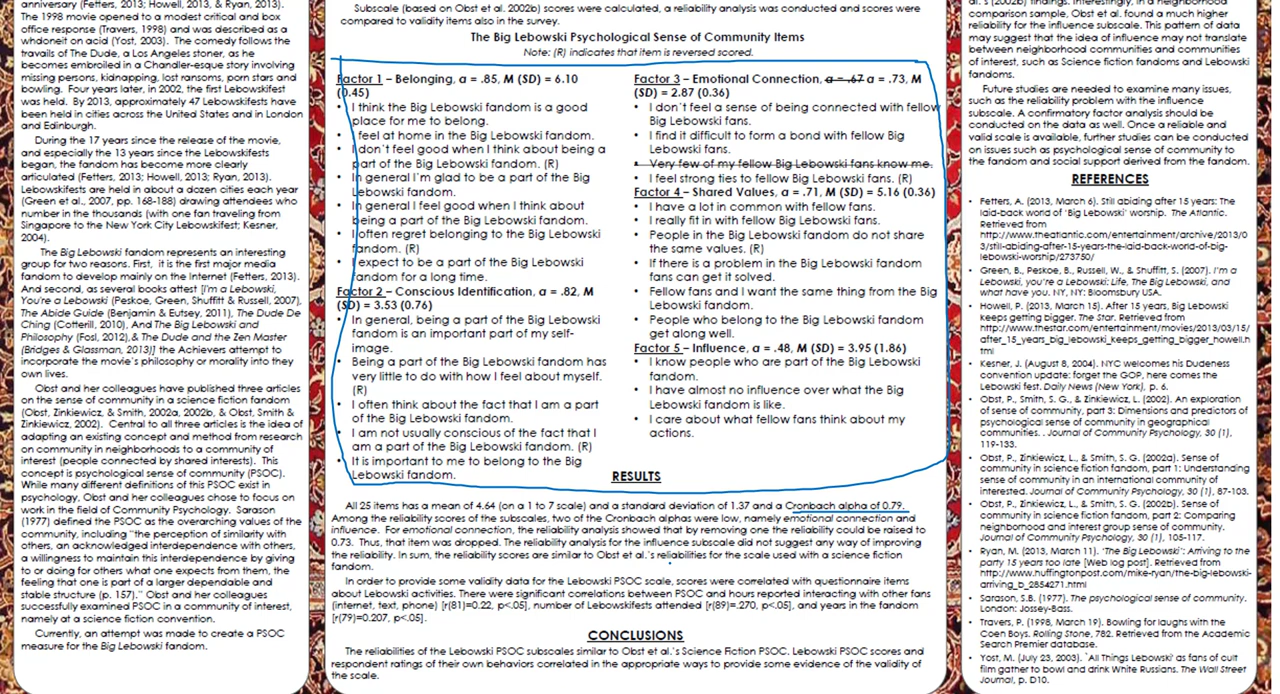 anniversary (Fetters, 2013; Howell, 2013, & Ryan, 2013).
The 1998 movie opened to a modest critical and box
office response (Travers, 1998) and was described as a
whodoneit on acid (Yost, 2003). The comedy follows the
travails of The Dude, a Los Angeles stoner, as he
becomes embroiled in a Chandler-esque story involving
missing persons, kidnapping, lost ransoms, porn stars and
bowling. Four years later, in 2002, the first Lebowskifest
was held. By 2013, approximately 47 Lebowskifests have
been held in cities across the United States and in London
and Edinburgh.
During the 17 years since the release of the movie,
and especially the 13 years since the Lebowskifests
began, the fandom has become more clearly
articulated (Fetters, 2013; Howell, 2013; Ryan, 2013).
Lebowskifests are held in about a dozen cities each year
(Green et al., 2007, pp. 168-188) drawing attendees who
number in the thousands (with one fan traveling from
Singapore to the New York City Lebowskifest; Kesner,
2004).
The Big Lebowski fandom represents an interesting
group for two reasons. First, it is the first major media
fandom to develop mainly on the Internet (Fetters, 2013).
And second, as several books attest [I'm a Lebowski,
You're a Lebowski (Peskoe, Green, Shuffitt & Russell, 2007),
The Abide Guide (Benjamin & Eutsey, 2011), The Dude De
Ching (Cotterill, 2010), And The Big Lebowski and
Philosophy (Fosl, 2012),& The Dude and the Zen Master
(Bridges & Glassman, 2013)] the Achievers attempt to
incorporate the movie's philosophy or morality into they
own lives.
Obst and her colleagues have published three articles
on the sense of community in a science fiction fandom
(Obst, Zinkiewicz, & Smith, 2002a, 2002b, & Obst, Smith &
Zinkiewicz, 2002). Central to all three articles is the idea of
adapting an existing concept and method from research
on community in neighborhoods to a community of
interest (people connected by shared interests). This
concept is psychological sense of community (PSOC).
While many different definitions of this PSOC exist in
psychology, Obst and her colleagues chose to focus on
work in the field of Community Psychology. Sarason
(1977) defined the PSOC as the overarching values of the
community, including "the perception of similarity with
others, an acknowledged interdependence with others,
a willingness to maintain this interdependence by giving
to or doing for others what one expects from them, the
feeling that one is part of a larger dependable and
stable structure (p. 157)." Obst and her colleagues
successfully examined PSOC in a community of interest,
namely at a science fiction convention.
Currently, an attempt was made to create a PSOC
measure for the Big Lebowski fandom.
Subscale (based on Obst et al. 2002b) scores were calculated, a reliability analysis was conducted and scores were
compared to validity items also in the survey.
The Big Lebowski Psychological Sense of Community Items
Note: (R) indicates that item is reversed scored.
Factor 1 – Belonging, α = .85, M (SD) = 6.10
(0.45)
• I think the Big Lebowski fandom is a good
place for me to belong.
• I feel at home in the Big Lebowski fandom.
• I don't feel good when I think about being a
part of the Big Lebowski fandom. (R)
• In general I'm glad to be a part of the Big
Lebowski fandom.
• In general I feel good when I think about
being a part of the Big Lebowski fandom.
• I often regret belonging to the Big Lebowski
fandom. (R)
• I expect to be a part of the Big Lebowski
fandom for a long time.
Factor 2 – Conscious Identification, α = .82, M
(SD) = 3.53 (0.76)
• In general, being a part of the Big Lebowski
fandom is an important part of my self-
image.
• Being a part of the Big Lebowski fandom has
very little to do with how I feel about myself.
(R)
• I often think about the fact that I am a part
of the Big Lebowski fandom.
• I am not usually conscious of the fact that I
am a part of the Big Lebowski fandom. (R)
• It is important to me to belong to the Big
Lebowski fandom.
Factor 3 – Emotional Connection, α = .67 α = .73, M
(SD) = 2.87 (0.36)
• I don't feel a sense of being connected with fellow
Big Lebowski fans.
• I find it difficult to form a bond with fellow Big
Lebowski fans.
• Very few of my fellow Big Lebowski fans know me.
• I feel strong ties to fellow Big Lebowski fans. (R)
Factor 4 – Shared Values, α = .71, M (SD) = 5.16 (0.36)
• I have a lot in common with fellow fans.
• I really fit in with fellow Big Lebowski fans.
• People in the Big Lebowski fandom do not share
the same values. (R)
• If there is a problem in the Big Lebowski fandom
fans can get it solved.
• Fellow fans and I want the same thing from the Big
Lebowski fandom.
• People who belong to the Big Lebowski fandom
get along well.
Factor 5 – Influence, α = .48, M (SD) = 3.95 (1.86)
• I know people who are part of the Big Lebowski
fandom.
• I have almost no influence over what the Big
Lebowski fandom is like.
• I care about what fellow fans think about my
actions.
RESULTS
All 25 items has a mean of 4.64 (on a 1 to 7 scale) and a standard deviation of 1.37 and a Cronbach alpha of 0.79.
Among the reliability scores of the subscales, two of the Cronbach alphas were low, namely emotional connection and
influence. For emotional connection, the reliability analysis showed that by removing one the reliability could be raised to
0.73. Thus, that item was dropped. The reliability analysis for the influence subscale did not suggest any way of improving
the reliability. In sum, the reliability scores are similar to Obst et al.'s reliabilities for the scale used with a science fiction
fandom.
In order to provide some validity data for the Lebowski PSOC scale, scores were correlated with questionnaire items
about Lebowski activities. There were significant correlations between PSOC and hours reported interacting with other fans
(internet, text, phone) [r(81)=0.22, p<.05], number of Lebowskifests attended [r(89)=.270, p<.05], and years in the fandom
[r(79)=0.207, p<.05].
CONCLUSIONS
The reliabilities of the Lebowski PSOC subscales similar to Obst et al.'s Science Fiction PSOC. Lebowski PSOC scores and
respondent ratings of their own behaviors correlated in the appropriate ways to provide some evidence of the validity of
the scale.
al.'s (2002b) findings. Interestingly, in a neighborhood
comparison sample, Obst et al. found a much higher
reliability for the influence subscale. This pattern of data
may suggest that the idea of influence may not translate
between neighborhood communities and communities
of interest, such as Science fiction fandoms and Lebowski
fandoms.
Future studies are needed to examine many issues,
such as the reliability problem with the influence
subscale. A confirmatory factor analysis should be
conducted on the data as well. Once a reliable and
valid scale is available, further studies can be conducted
on issues such as psychological sense of community to
the fandom and social support derived from the fandom.
REFERENCES
• Fetters, A. (2013, March 6). Still abiding after 15 years: The
laid-back world of 'Big Lebowski' worship. The Atlantic.
Retrieved from
http://www.theatlantic.com/entertainment/archive/2013/0
3/still-abiding-after-15-years-the-laid-back-world-of-big-
lebowski-worship/273750/
• Green, B., Peskoe, B., Russell, W., & Shuffitt, S. (2007). I'm a
Lebowski, you're a Lebowski: Life, The Big Lebowski, and
what have you. NY, NY: Bloomsbury USA.
• Howell, P. (2013, March 15). After 15 years, Big Lebowski
keeps getting bigger. The Star. Retrieved from
http://www.thestar.com/entertainment/movies/2013/03/15/
after_15_years_big_lebowski_keeps_getting_bigger_howell.h
tml
• Kesner, J. (August 8, 2004). NYC welcomes his Dudeness
convention update: forget the GOP, here comes the
Lebowski fest. Daily News (New York), p. 6.
• Obst, P., Smith, S. G., & Zinkiewicz, L. (2002). An exploration
of sense of community, part 3: Dimensions and predictors of
psychological sense of community in geographical
communities. . Journal of Community Psychology, 30 (1),
119-133.
• Obst, P., Zinkiewicz, L., & Smith, S. G. (2002a). Sense of
community in science fiction fandom, part 1: Understanding
sense of community in an international community of
interested. Journal of Community Psychology, 30 (1), 87-103.
• Obst, P., Zinkiewicz, L., & Smith, S. (2002b). Sense of
community in science fiction fandom, part 2: Comparing
neighborhood and interest group sense of community.
Journal of Community Psychology, 30 (1), 105-117.
• Ryan, M. (2013, March 11). 'The Big Lebowski': Arriving to the
party 15 years too late [Web log post]. Retrieved from
http://www.huffingtonpost.com/mike-ryan/the-big-lebowski-
arriving_b_2854271.html
• Sarason, S.B. (1977). The psychological sense of community.
London: Jossey-Bass.
• Travers, P. (1998, March 19). Bowling for laughs with the
Coen Boys. Rolling Stone, 782. Retrieved from the Academic
Search Premier database.
• Yost, M. (July 23, 2003). 'All Things Lebowski' as fans of cult
film gather to bowl and drink White Russians. The Wall Street
Journal, p. D10.